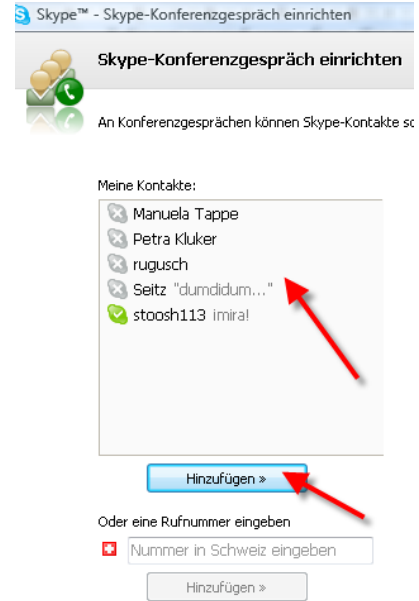 Skype™ - Skype-Konferenzgespräch einrichten
Skype-Konferenzgespräch einrichten
An Konferenzgesprächen können Skype-Kontakte so
Meine Kontakte:
Manuela Tappe
Petra Kluker
rugusch
Seitz "dumdidum..."
stoosh113 imira!
Hinzufügen »
Oder eine Rufnummer eingeben
Nummer in Schweiz eingeben
Hinzufügen »